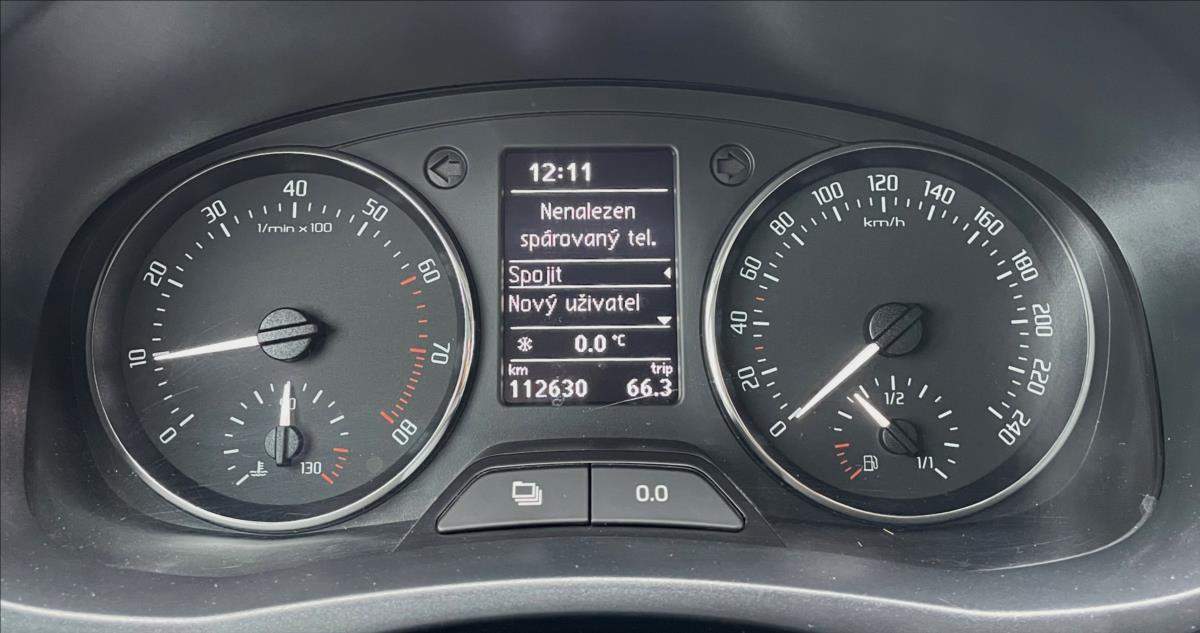 12:11
Nenalezen
spárovaný tel.
Spojit
Nový uživatel
0.0 °C
km trip
112630 66.3
0 10 20 30 40 50 60 70 80
1/min x 100
90 130
0 20 40 60 80 100 120 140 160 180 200 220 240
km/h
1/2 1/1
0.0